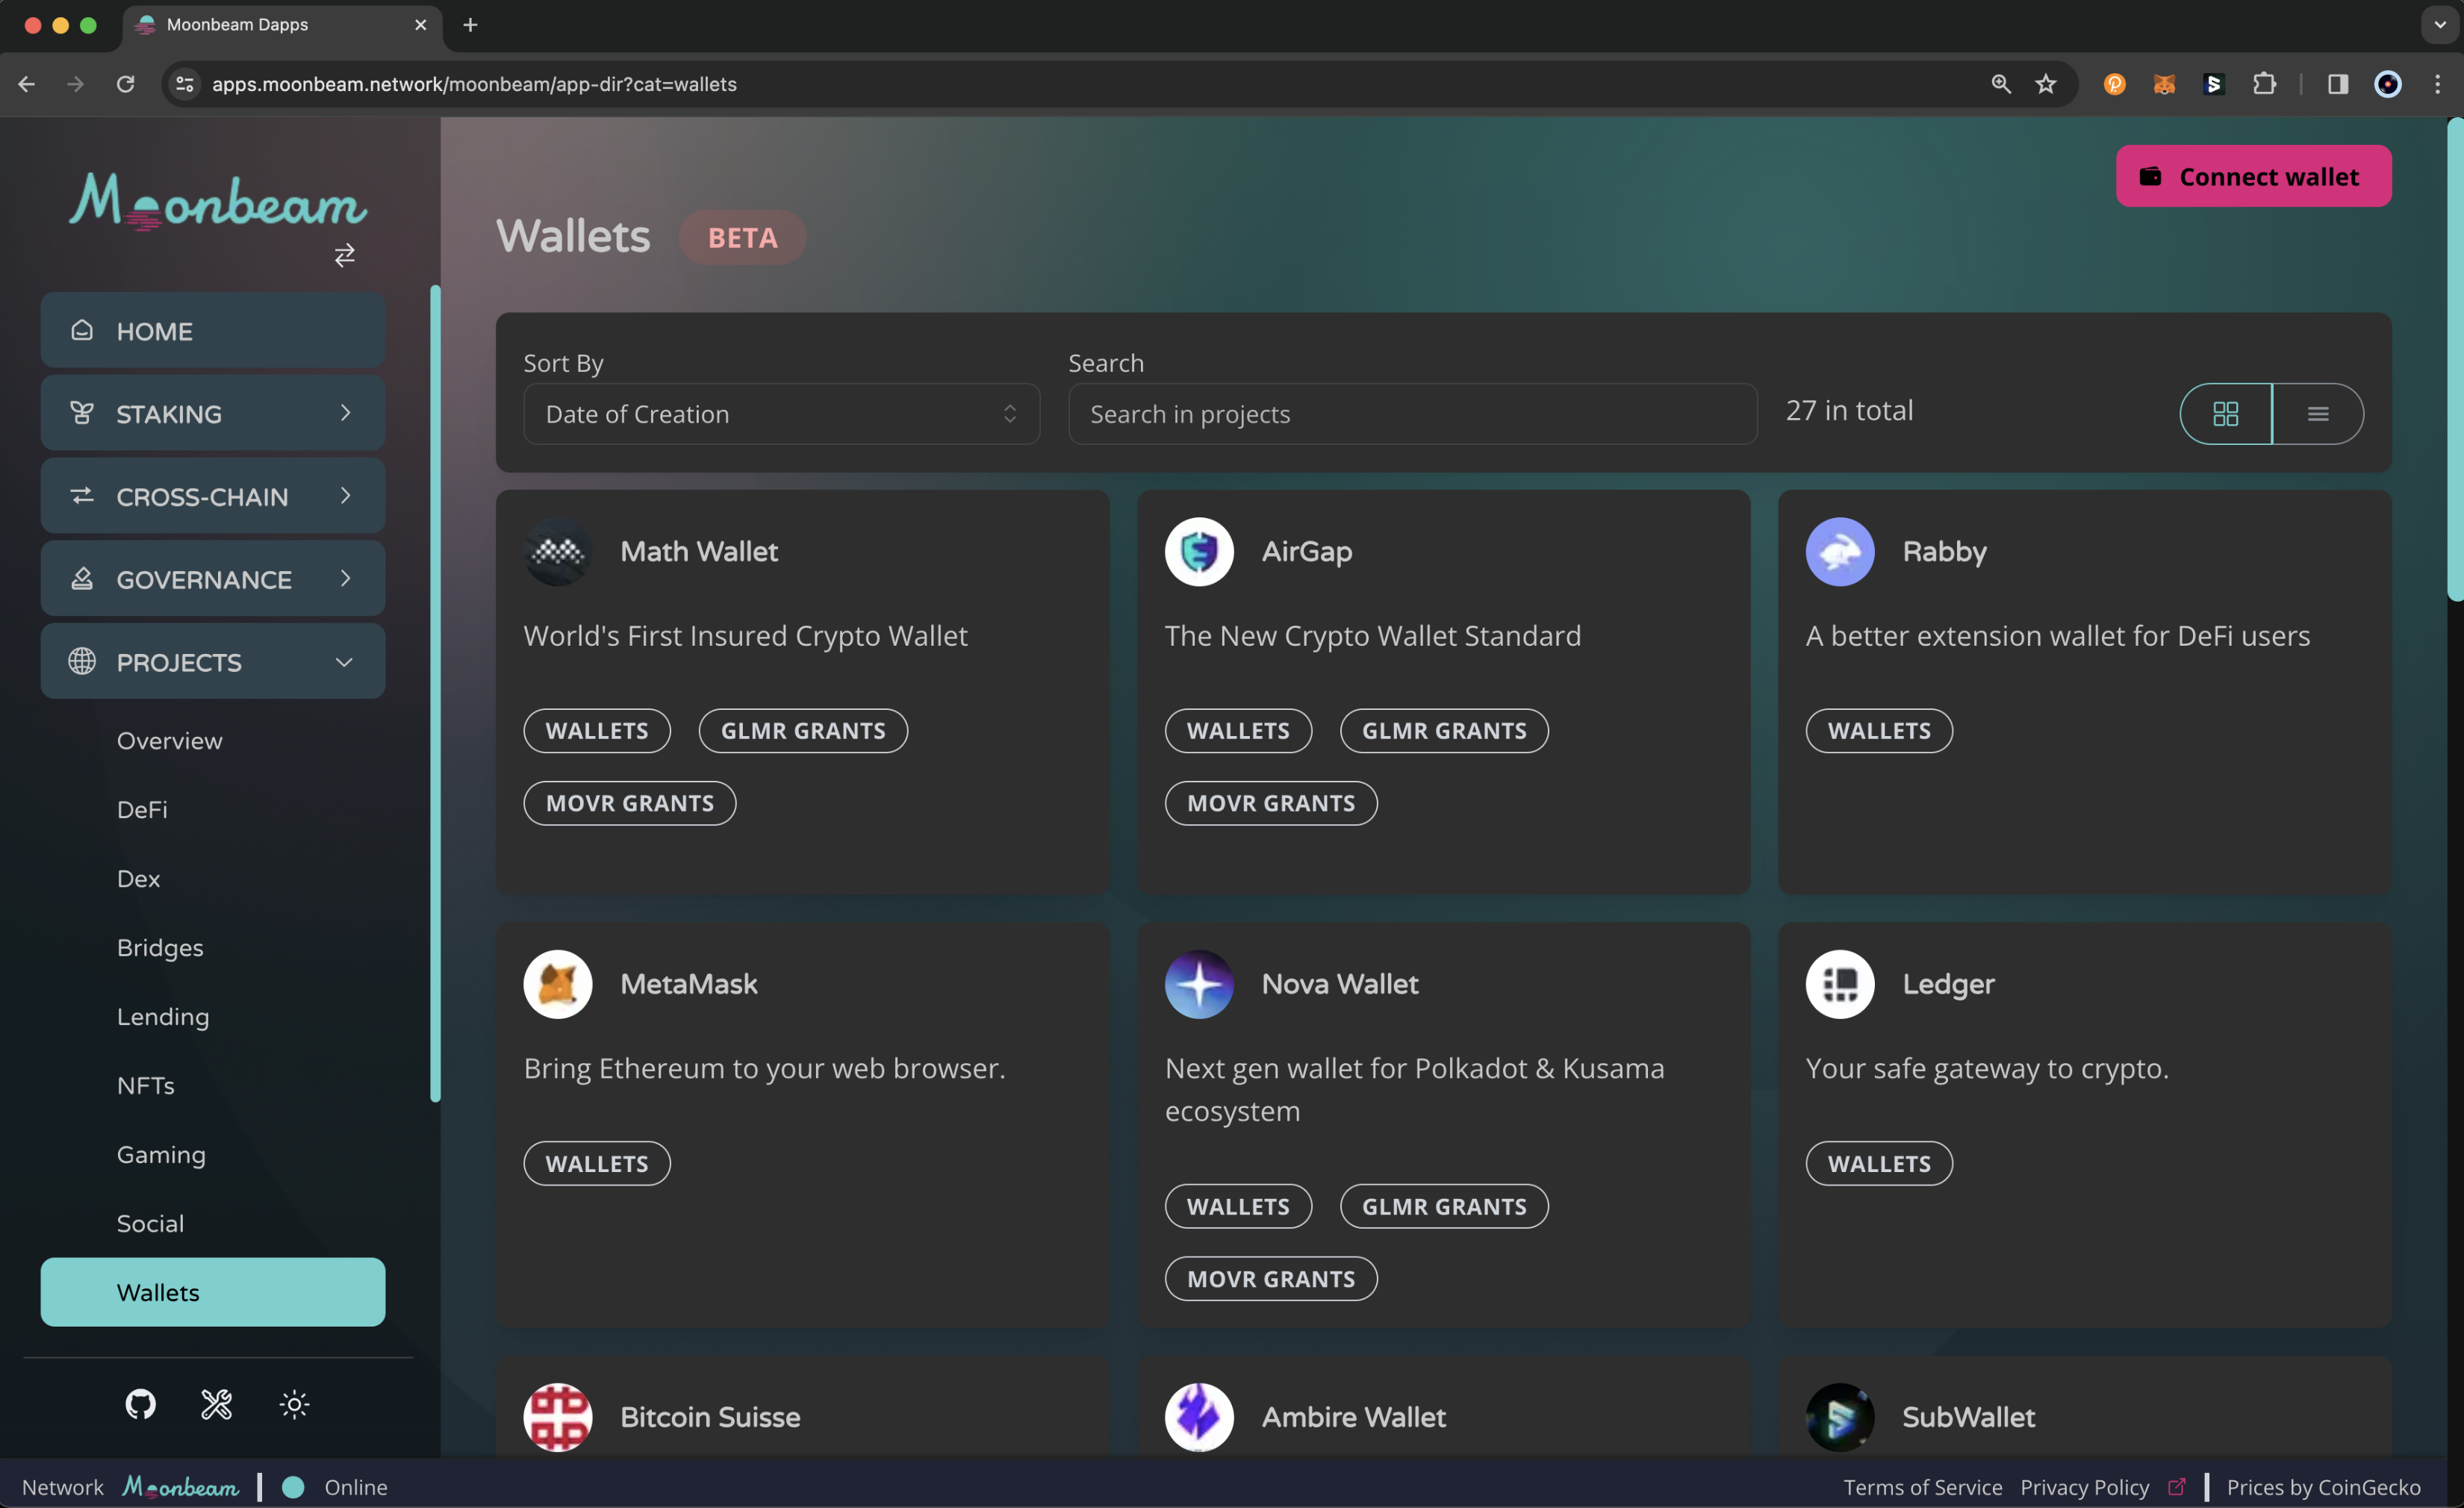 Moonbeam Dapps
apps.moonbeam.network/moonbeam/app-dir?cat=wallets
Moonbeam
HOME
STAKING
CROSS-CHAIN
GOVERNANCE
PROJECTS
Overview
DeFi
Dex
Bridges
Lending
NFTs
Gaming
Social
Wallets
Connect wallet
Wallets BETA
Sort By
Date of Creation
Search
Search in projects
27 in total
Math Wallet
World's First Insured Crypto Wallet
WALLETS GLMR GRANTS
MOVR GRANTS
AirGap
The New Crypto Wallet Standard
WALLETS GLMR GRANTS
MOVR GRANTS
Rabby
A better extension wallet for DeFi users
WALLETS
MetaMask
Bring Ethereum to your web browser.
WALLETS
Nova Wallet
Next gen wallet for Polkadot & Kusama
ecosystem
WALLETS GLMR GRANTS
MOVR GRANTS
Ledger
Your safe gateway to crypto.
WALLETS
Bitcoin Suisse
Ambire Wallet
SubWallet
Network Moonbeam Online
Terms of Service Privacy Policy Prices by CoinGecko